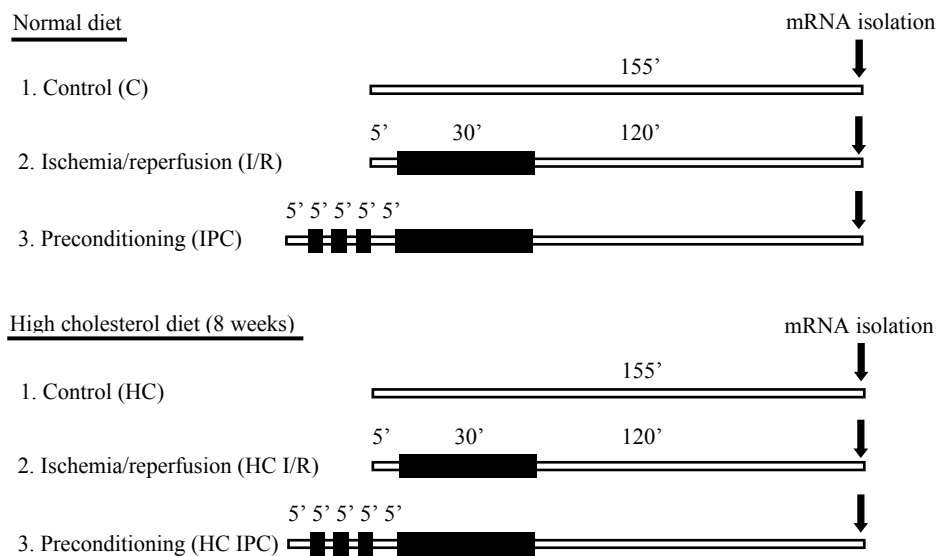 Normal diet
mRNA isolation
1. Control (C)
155’
5’ 30’ 120’
2. Ischemia/reperfusion (I/R)
5’ 5’ 5’ 5’ 5’
3. Preconditioning (IPC)
High cholesterol diet (8 weeks)
mRNA isolation
1. Control (HC)
155’
5’ 30’ 120’
2. Ischemia/reperfusion (HC I/R)
5’ 5’ 5’ 5’ 5’
3. Preconditioning (HC IPC)